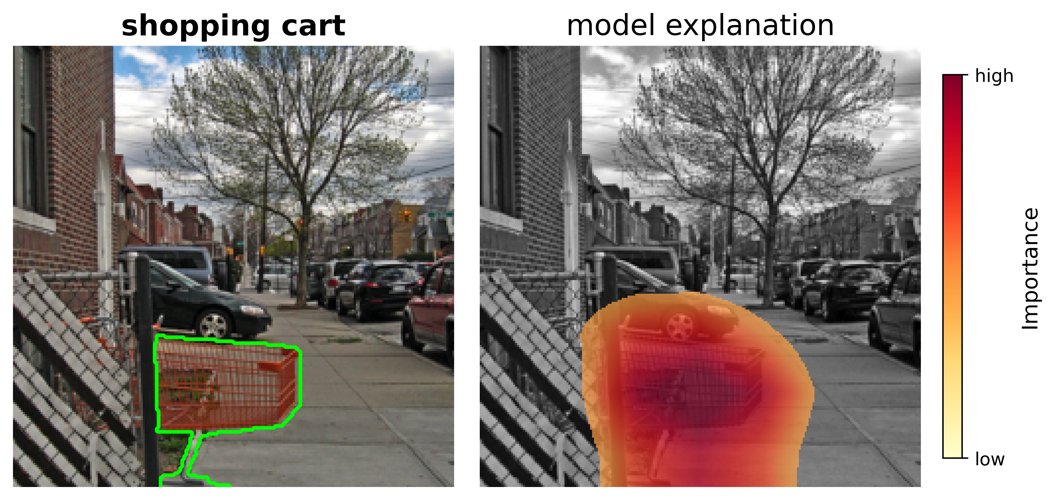 shopping cart
model explanation
high
Importance
low